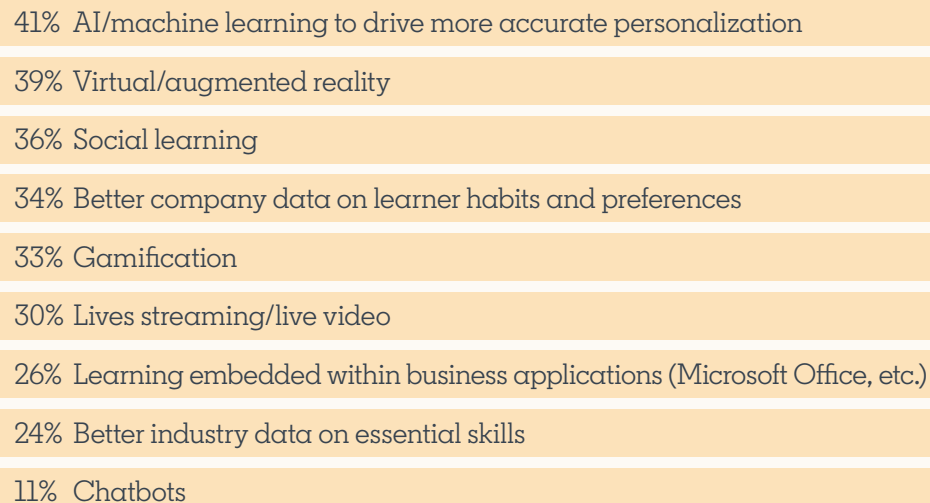 41% AI/machine learning to drive more accurate personalization
39% Virtual/augmented reality
36% Social learning
34% Better company data on learner habits and preferences
33% Gamification
30% Lives streaming/live video
26% Learning embedded within business applications (Microsoft Office, etc.)
24% Better industry data on essential skills
11% Chatbots